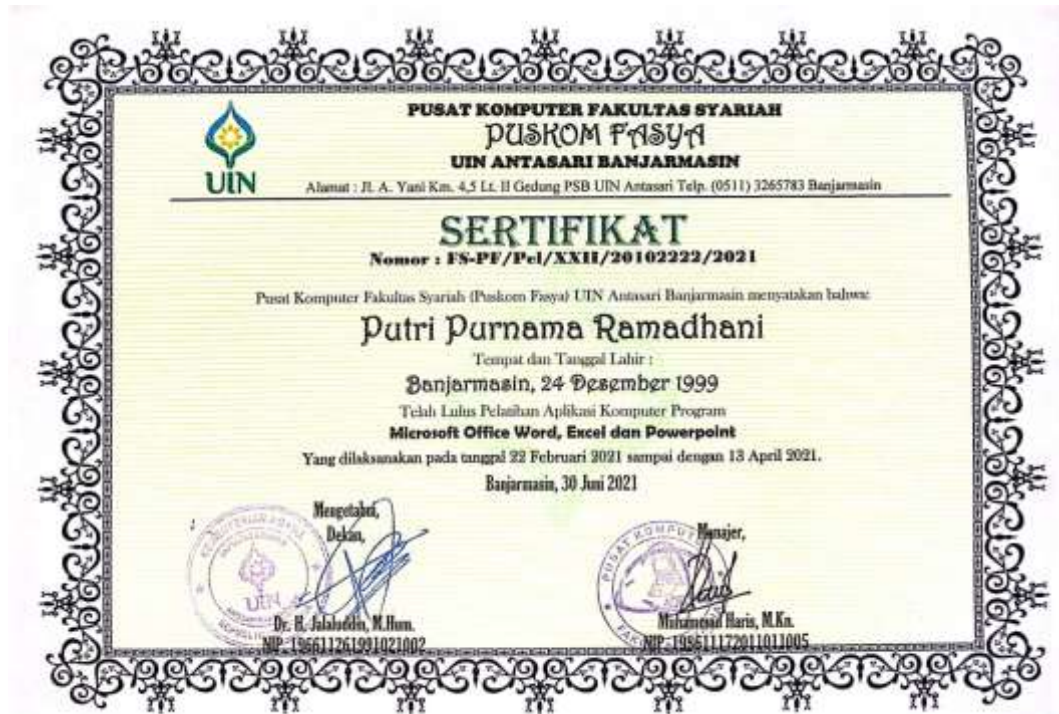 PUSAT KOMPUTER FAKULTAS SYARIAH
PUSKOM FASYA
UIN ANTASARI BANJARMASIN
UIN
Alamat : Jl. A. Yani Km. 4,5 Lt. II Gedung PSB UIN Antasari Telp. (0511) 3265783 Banjarmasin
SERTIFIKAT
Nomor : FS-PF/Pel/XXII/20102222/2021
Pusat Komputer Fakultas Syariah (Puskom Fasya) UIN Antasari Banjarmasin menyatakan bahwa:
Putri Purnama Ramadhani
Tempat dan Tanggal Lahir :
Banjarmasin, 24 Desember 1999
Telah Lulus Pelatihan Aplikasi Komputer Program
Microsoft Office Word, Excel dan Powerpoint
Yang dilaksanakan pada tanggal 22 Februari 2021 sampai dengan 13 April 2021.
Banjarmasin, 30 Juni 2021
Mengetahui,
Dekan,
UIN
Dr. H. Jalaluddin, M.Hum.
NIP. 196611261991021002
Manajer,
PUSAT KOMPUT
Muhammad Haris, M.Kn.